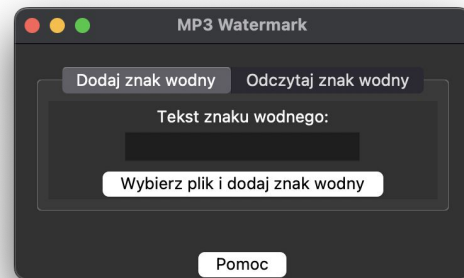 MP3 Watermark
Dodaj znak wodny Odczytaj znak wodny
Tekst znaku wodnego:
Wybierz plik i dodaj znak wodny
Pomoc